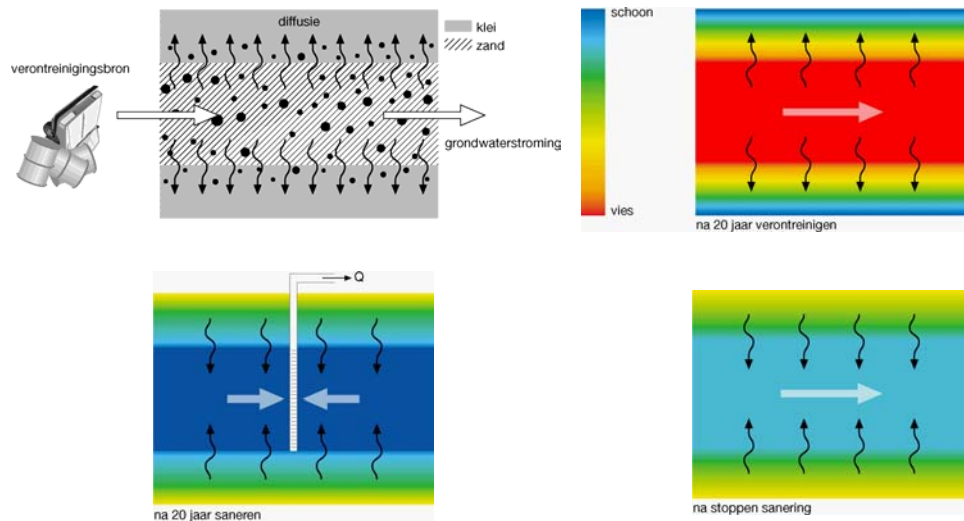 diffusie
klei
zand
verontreinigingsbron
grondwaterstroming
schoon
vies
na 20 jaar verontreinigen
Q
na 20 jaar saneren
na stoppen sanering